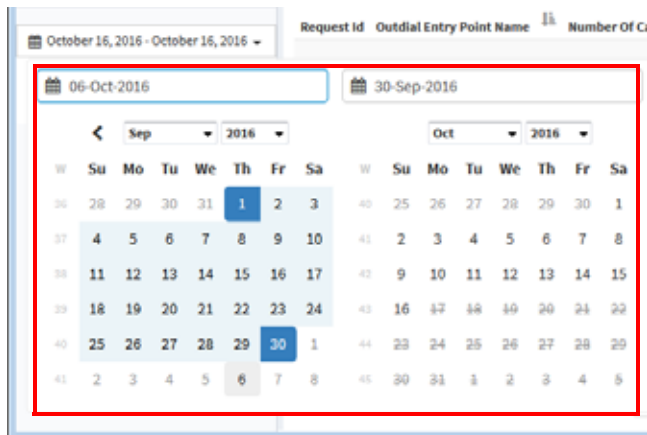 Request Id Outdial Entry Point Name Number Of Ca
October 16, 2016 - October 16, 2016
06-Oct-2016 30-Sep-2016
Sep 2016 Oct 2016
W Su Mo Tu We Th Fr Sa W Su Mo Tu We Th Fr Sa
36 28 29 30 31 1 2 3 40 25 26 27 28 29 30 1
37 4 5 6 7 8 9 10 41 2 3 4 5 6 7 8
38 11 12 13 14 15 16 17 42 9 10 11 12 13 14 15
39 18 19 20 21 22 23 24 43 16 17 18 19 20 21 22
40 25 26 27 28 29 30 1 44 23 24 25 26 27 28 29
41 2 3 4 5 6 7 8 45 30 31 1 2 3 4 5